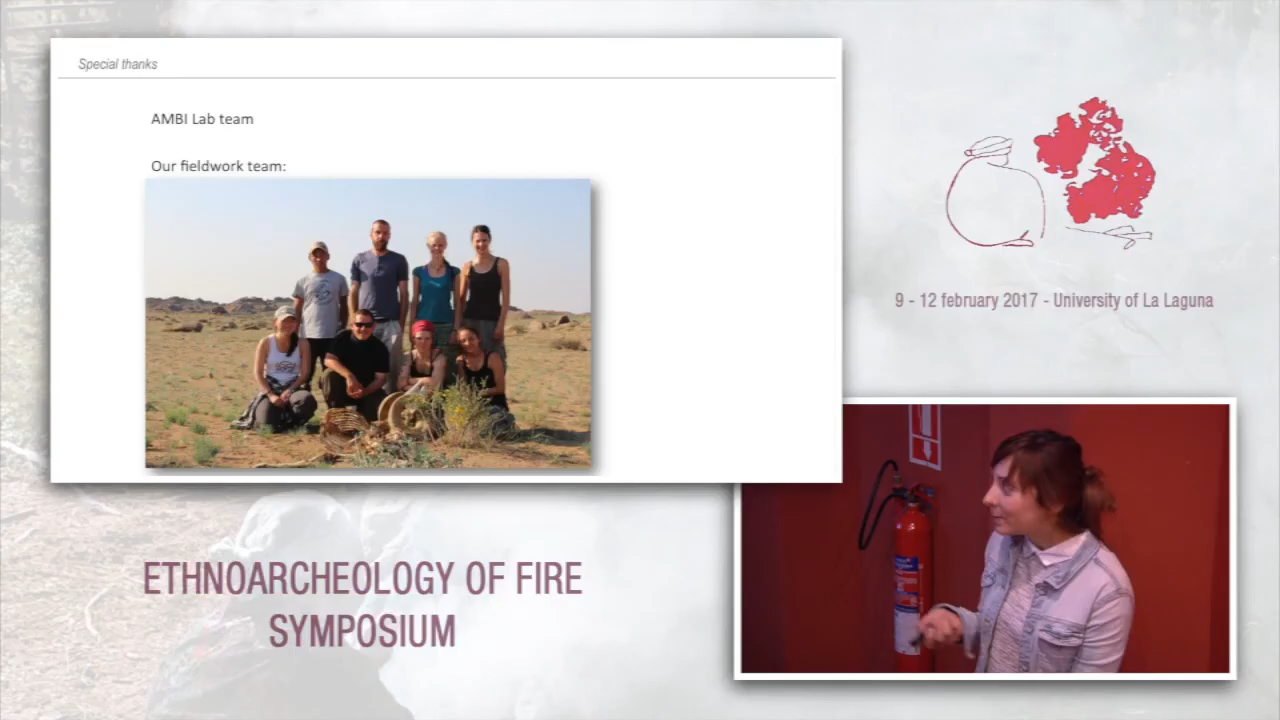 Special thanks
AMBI Lab team
Our fieldwork team:
9 - 12 february 2017 - University of La Laguna
ETHNOARCHEOLOGY OF FIRE
SYMPOSIUM